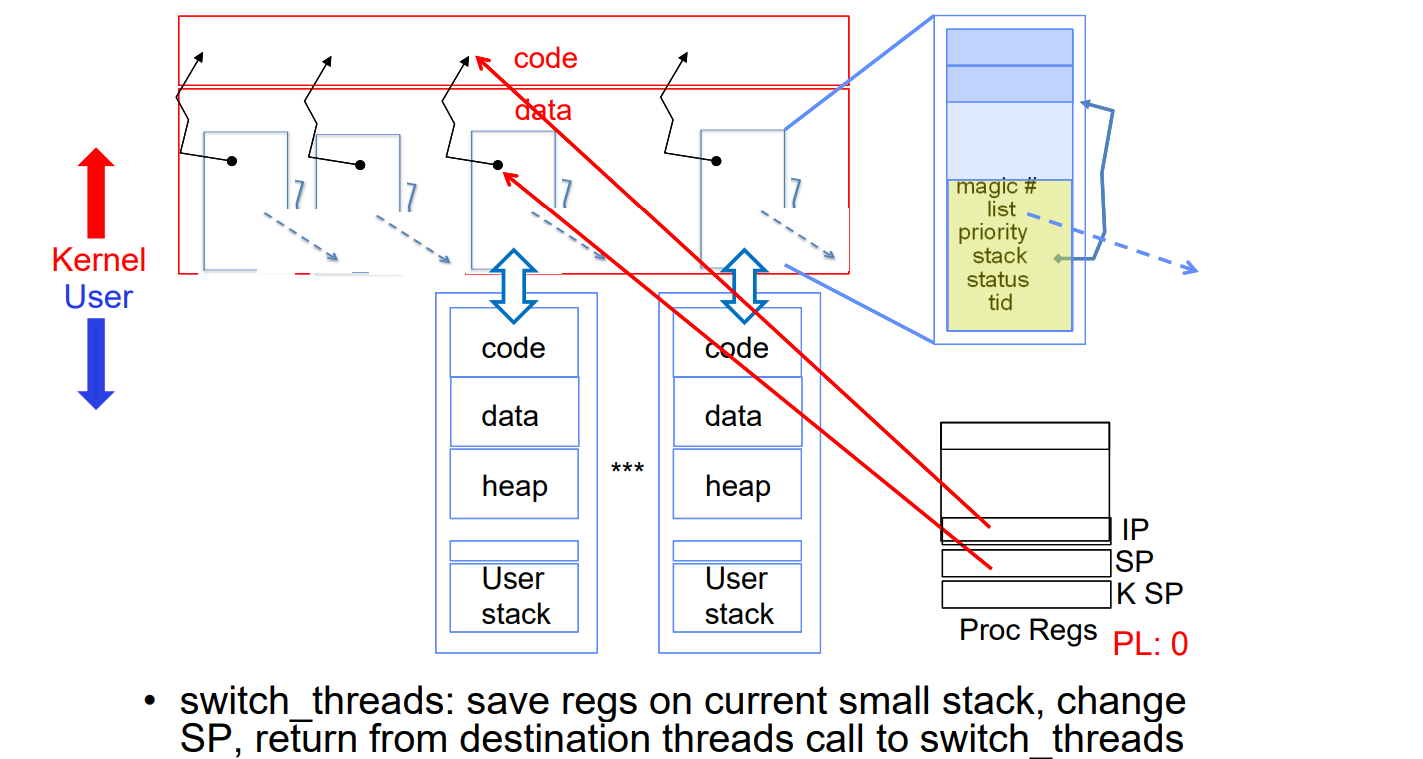 code
data
magic #
list
priority
stack
status
tid
Kernel
User
code
data
heap
User
stack
***
code
data
heap
User
stack
IP
SP
K SP
Proc Regs
PL: 0
• switch_threads: save regs on current small stack, change
SP, return from destination threads call to switch_threads